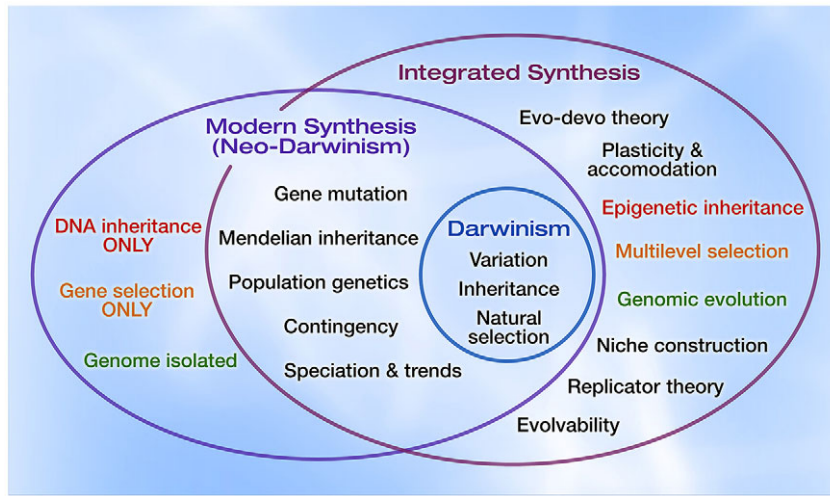 Integrated Synthesis
Modern Synthesis
(Neo-Darwinism)
DNA inheritance
ONLY
Gene selection
ONLY
Genome isolated
Gene mutation
Mendelian inheritance
Population genetics
Contingency
Speciation & trends
Darwinism
Variation
Inheritance
Natural
selection
Evo-devo theory
Plasticity &
accomodation
Epigenetic inheritance
Multilevel selection
Genomic evolution
Niche construction
Replicator theory
Evolvability